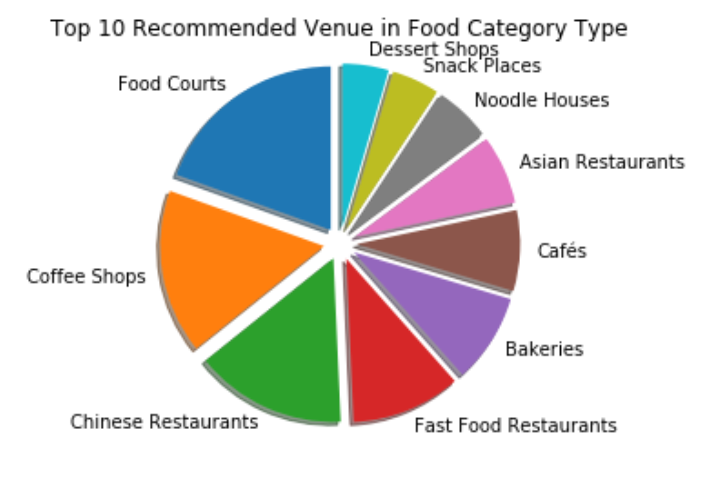 Top 10 Recommended Venue in Food Category Type
Dessert Shops
Snack Places
Food Courts
Noodle Houses
Asian Restaurants
Cafés
Coffee Shops
Bakeries
Chinese Restaurants
Fast Food Restaurants